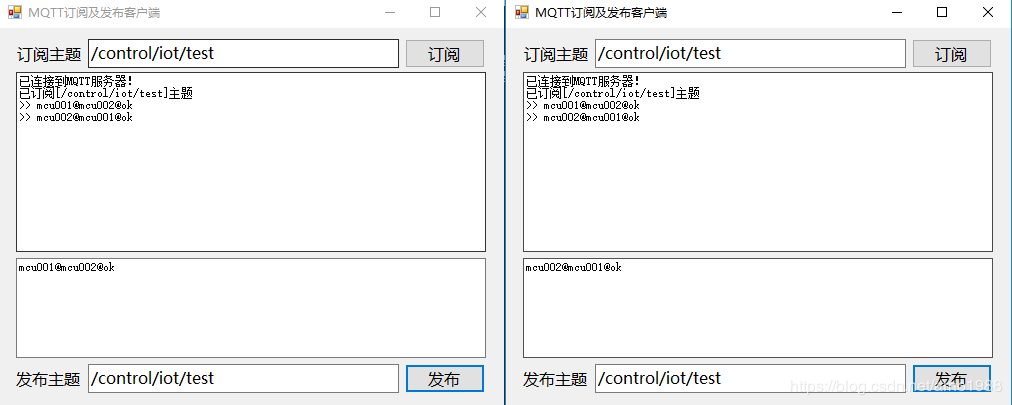 MQTT订阅及发布客户端
订阅主题 /control/iot/test 订阅
已连接到MQTT服务器!
已订阅[/control/iot/test]主题
>> mcu001@mcu002@ok
>> mcu002@mcu001@ok
mcu001@mcu002@ok
发布主题 /control/iot/test 发布
MQTT订阅及发布客户端
订阅主题 /control/iot/test 订阅
已连接到MQTT服务器!
已订阅[/control/iot/test]主题
>> mcu001@mcu002@ok
>> mcu002@mcu001@ok
mcu002@mcu001@ok
发布主题 /control/iot/test 发布